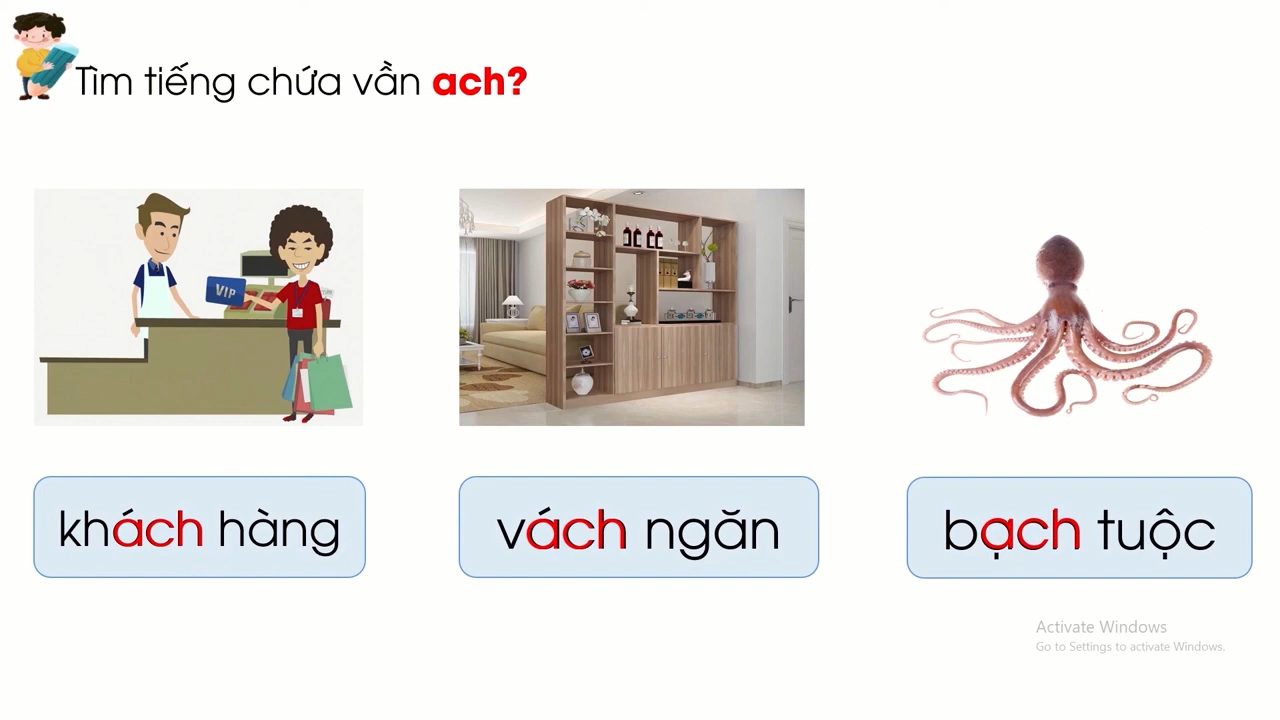 Tìm tiếng chứa vần ach?
VIP
khách hàng
vách ngăn
bạch tuộc
Activate Windows
Go to Settings to activate Windows.